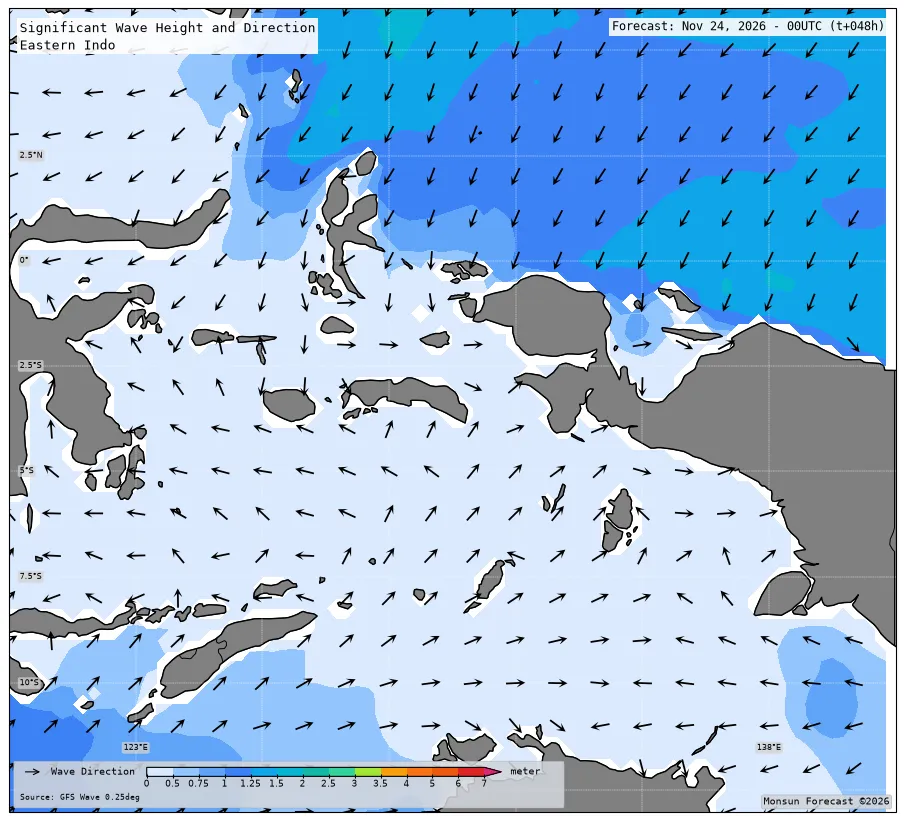 Significant Wave Height and Direction
Eastern Indo
Forecast: Nov 24, 2026 - 00UTC (t+048h)
2.5°N
0°
2.5°S
5°S
7.5°S
10°S
123°E
138°E
Wave Direction
meter
0 0.5 0.75 1 1.25 1.5 2 2.5 3 3.5 4 5 6 7
Source: GFS Wave 0.25deg
Monsun Forecast ©2026